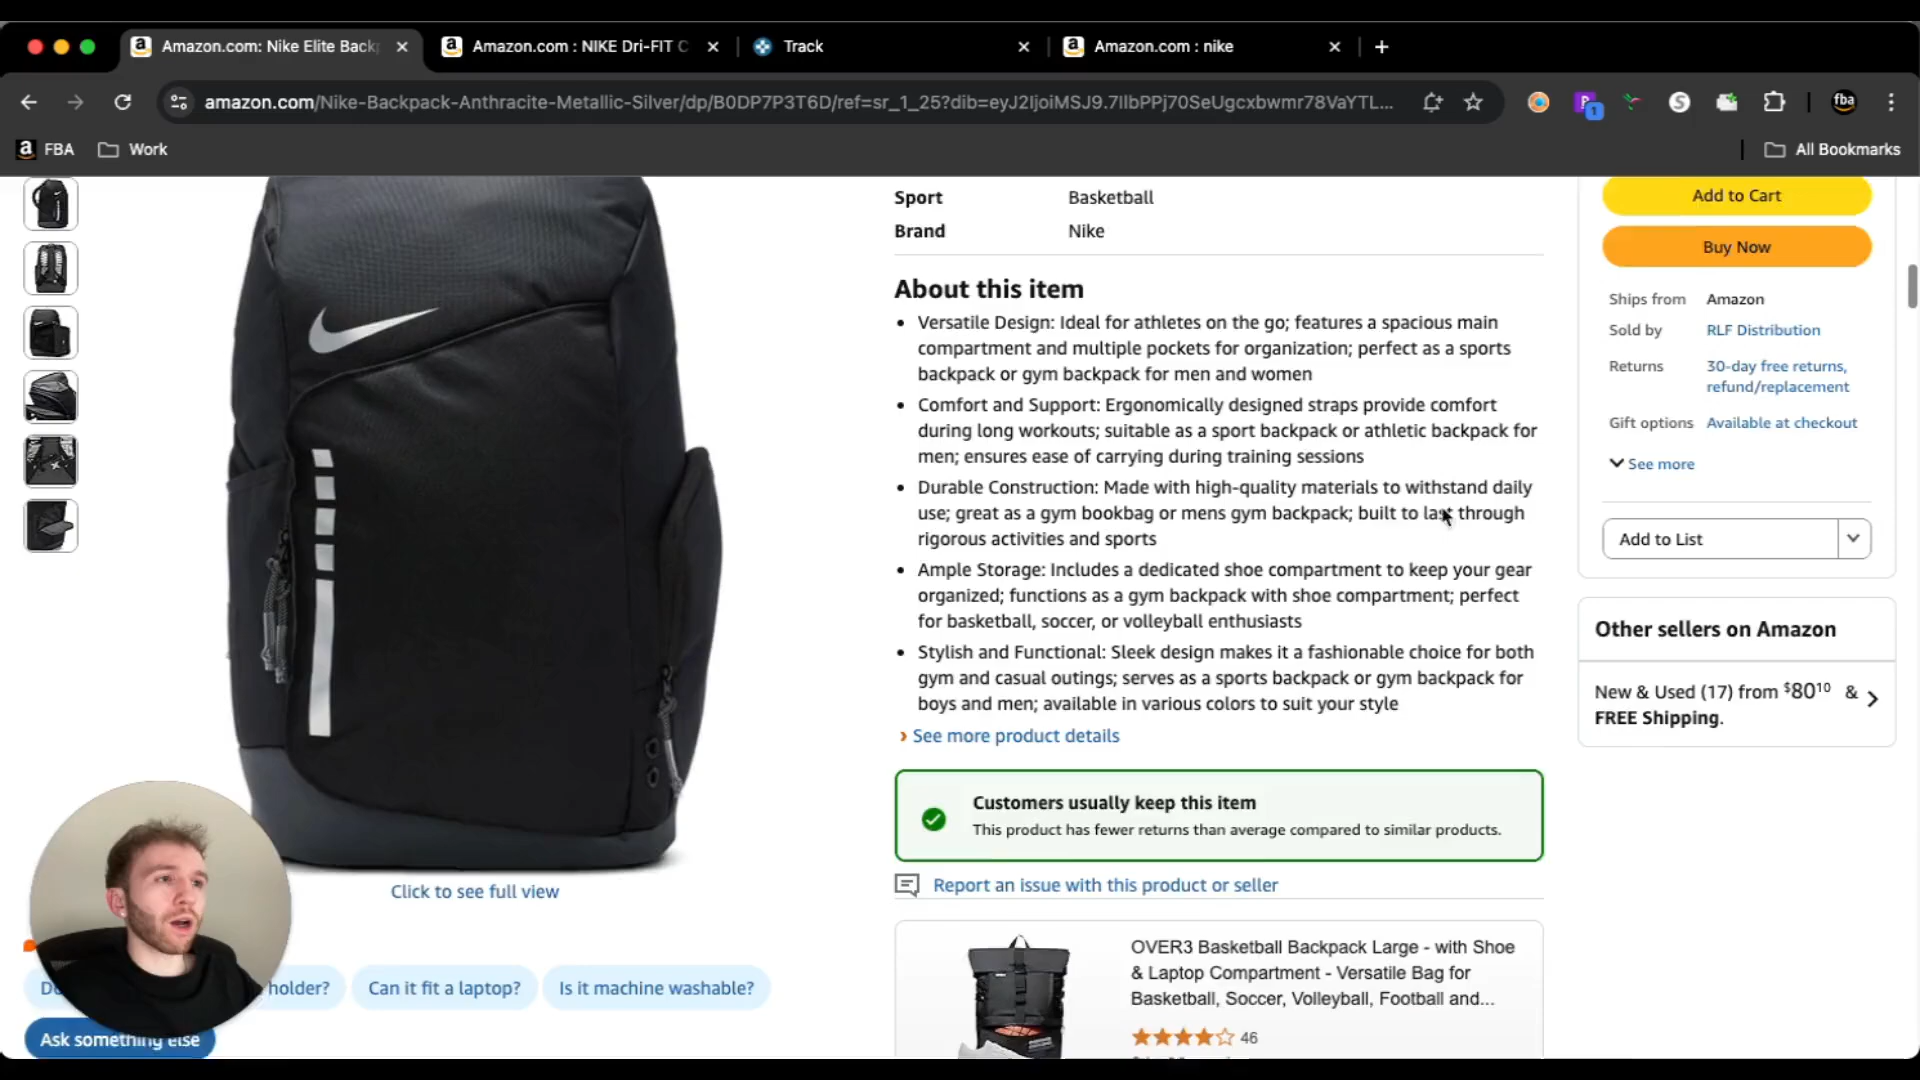 Amazon.com: Nike Elite Back
Amazon.com : NIKE Dri-FIT C
Track
Amazon.com : nike
amazon.com/Nike-Backpack-Anthracite-Metallic-Silver/dp/B0DP7P3T6D/ref=sr_1_25?dib=eyJ2IjoiMSJ9.7IlbPPj70SeUgcxbwmr78VaYTL...
1
fba
FBA
Work
All Bookmarks
Sport Basketball
Brand Nike
About this item
Versatile Design: Ideal for athletes on the go; features a spacious main
compartment and multiple pockets for organization; perfect as a sports
backpack or gym backpack for men and women
Comfort and Support: Ergonomically designed straps provide comfort
during long workouts; suitable as a sport backpack or athletic backpack for
men; ensures ease of carrying during training sessions
Durable Construction: Made with high-quality materials to withstand daily
use; great as a gym bookbag or mens gym backpack; built to last through
rigorous activities and sports
Ample Storage: Includes a dedicated shoe compartment to keep your gear
organized; functions as a gym backpack with shoe compartment; perfect
for basketball, soccer, or volleyball enthusiasts
Stylish and Functional: Sleek design makes it a fashionable choice for both
gym and casual outings; serves as a sports backpack or gym backpack for
boys and men; available in various colors to suit your style
› See more product details
Customers usually keep this item
This product has fewer returns than average compared to similar products.
Report an issue with this product or seller
OVER3 Basketball Backpack Large - with Shoe
& Laptop Compartment - Versatile Bag for
Basketball, Soccer, Volleyball, Football and...
46
Add to Cart
Buy Now
Ships from Amazon
Sold by RLF Distribution
Returns 30-day free returns,
refund/replacement
Gift options Available at checkout
See more
Add to List
Other sellers on Amazon
New & Used (17) from $8010 &
FREE Shipping.
Click to see full view
holder?
Can it fit a laptop?
Is it machine washable?
Ask something else